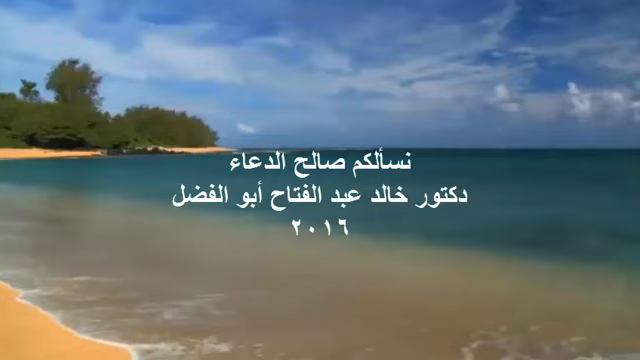 نسألكم صالح الدعاء
دكتور خالد عبد الفتاح أبو الفضل
٢٠١٦